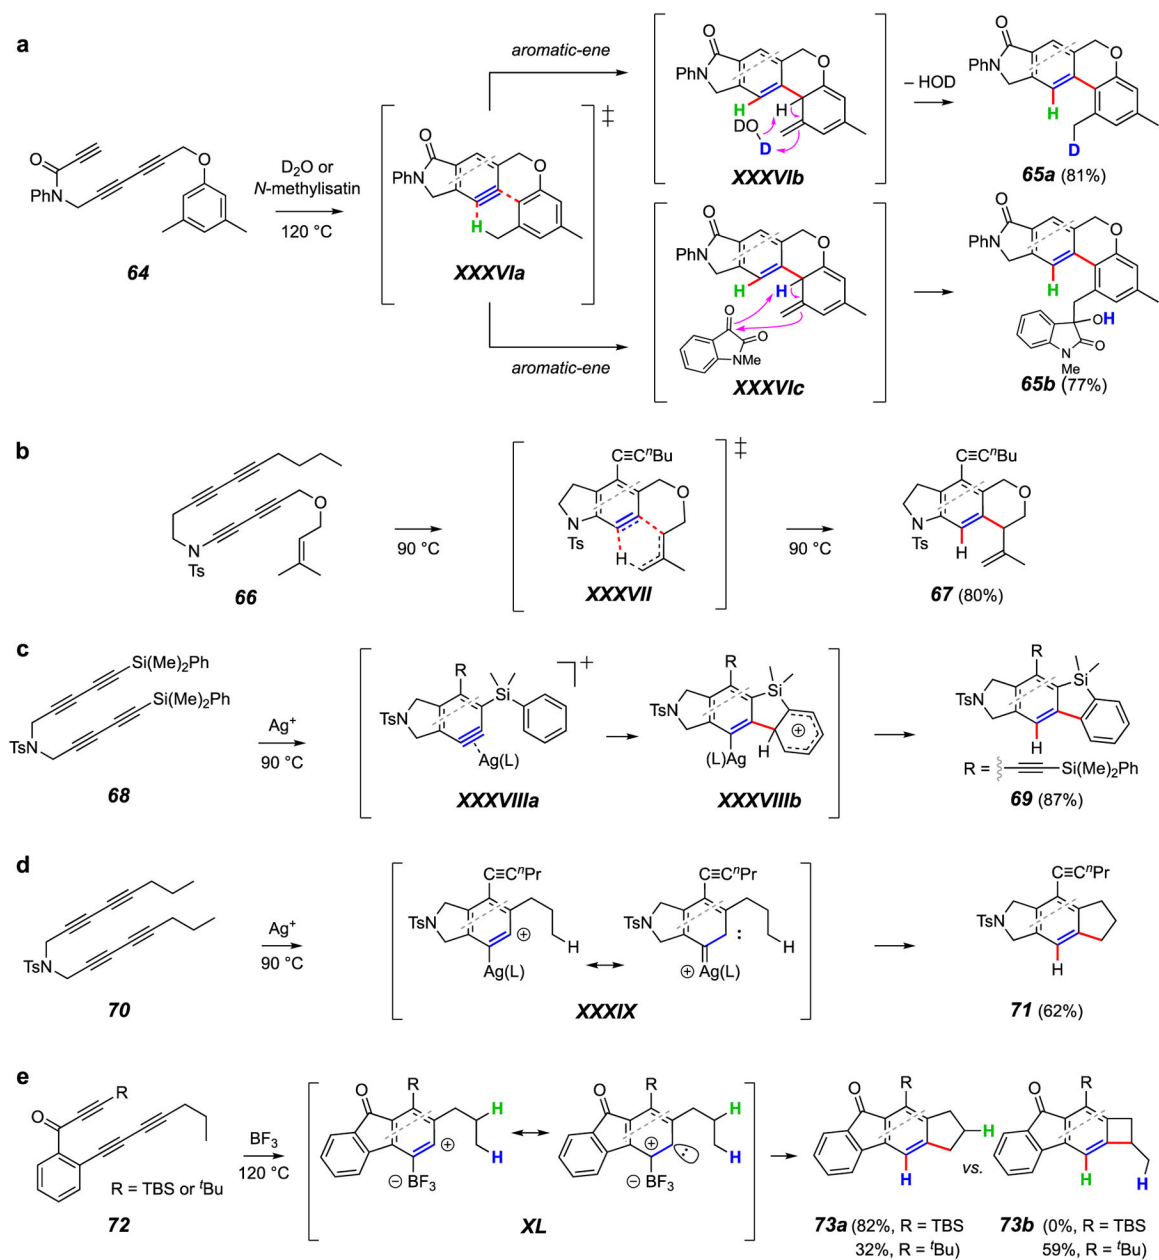 a
aromatic-ene
D₂O or
N-methylisatin
120 °C
64
O
PhN
O
‡
XXXVIa
O
PhN
O
H
XXXVIb
O
PhN
O
H
H
DO
D
– HOD
65a (81%)
O
PhN
O
H
D
aromatic-ene
XXXVIc
O
PhN
O
H
H
O
O
NMe
65b (77%)
O
PhN
O
H
OH
O
N
Me
b
66
O
N
Ts
90 °C
‡
C≡CⁿBu
O
N
Ts
H
XXXVII
90 °C
C≡CⁿBu
O
N
Ts
H
67 (80%)
c
Si(Me)₂Ph
Si(Me)₂Ph
TsN
68
Ag⁺
90 °C
R
Si
TsN
Ag(L)
+
XXXVIIIa
R
Si
TsN
(L)Ag
H
+
XXXVIIIb
R
Si
TsN
H
R =
Si(Me)₂Ph
69 (87%)
d
TsN
70
Ag⁺
90 °C
C≡CⁿPr
TsN
⊕
H
Ag(L)
C≡CⁿPr
TsN
:
H
⊕ Ag(L)
XXXIX
C≡CⁿPr
TsN
H
71 (62%)
e
R
O
R = TBS or ᵗBu
72
BF₃
120 °C
O
R
H
H
⊕
⊖ BF₃
O
R
H
H
⊕
:
⊖ BF₃
XL
O
R
H
H
73a (82%, R = TBS
32%, R = ᵗBu)
vs.
O
R
H
H
73b (0%, R = TBS
59%, R = ᵗBu)